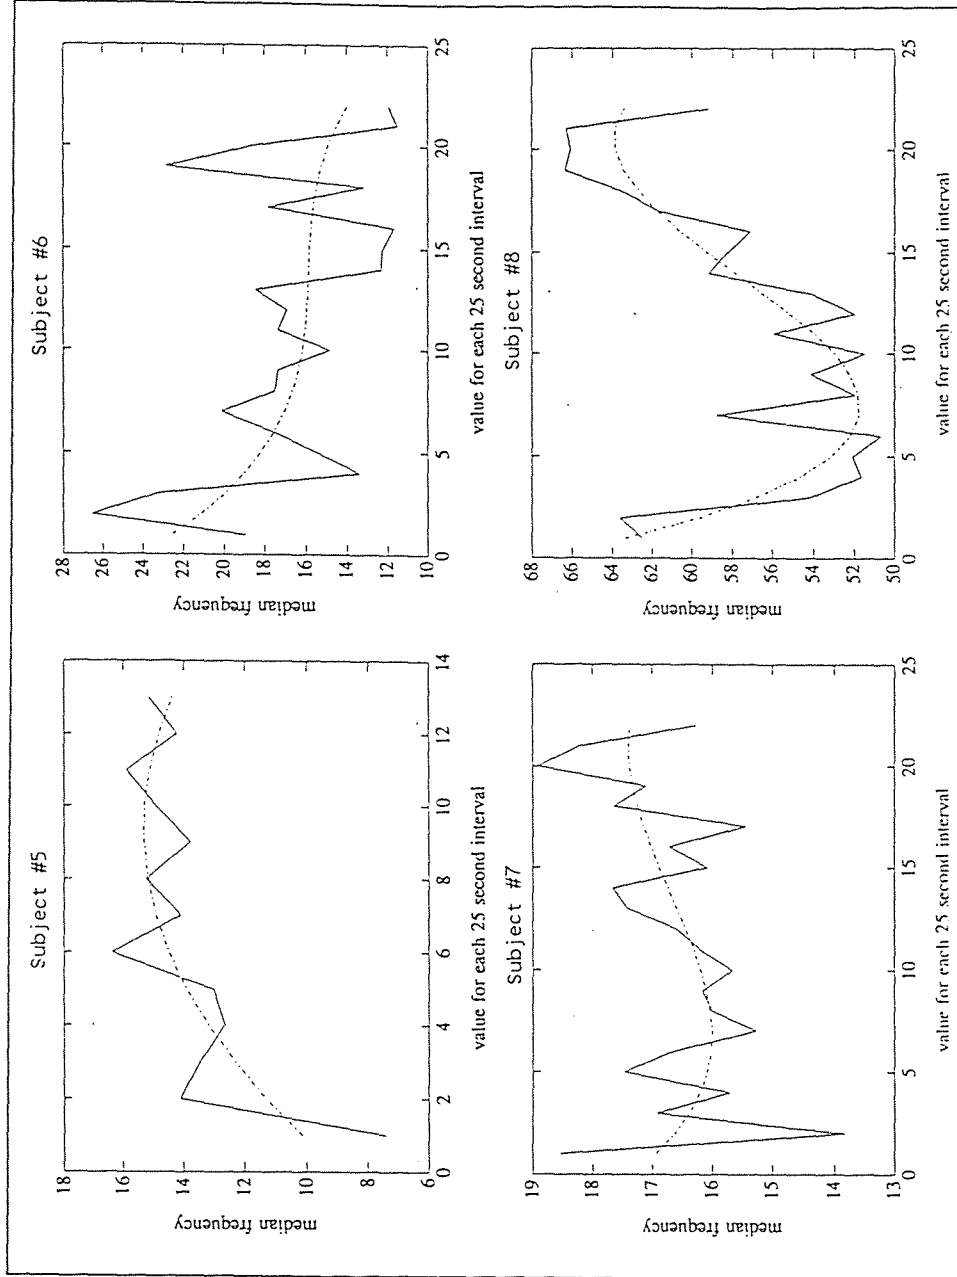 Subject #5
median frequency
18
16
14
12
10
8
6
0 2 4 6 8 10 12 14
value for each 25 second interval
Subject #6
median frequency
28
26
24
22
20
18
16
14
12
10
0 5 10 15 20 25
value for each 25 second interval
Subject #7
median frequency
19
18
17
16
15
14
13
0 5 10 15 20 25
value for each 25 second interval
Subject #8
median frequency
68
66
64
62
60
58
56
54
52
50
0 5 10 15 20 25
value for each 25 second interval